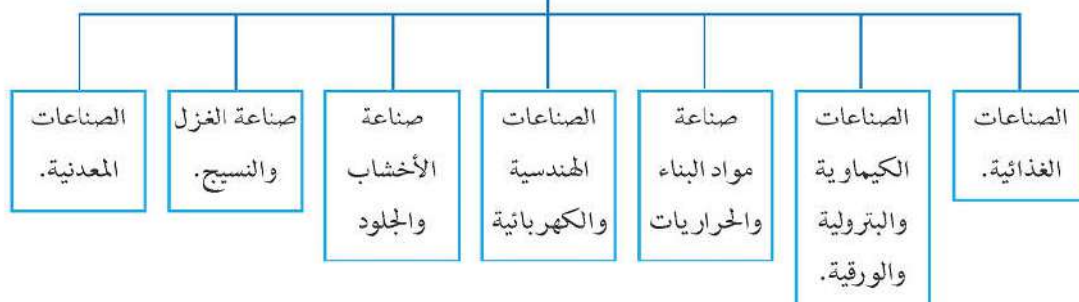 الصناعات
الغذائية.
الصناعات
الكيماوية
والبترولية
والورقية.
صناعة
مواد البناء
والحراريات
الصناعات
الهندسية
والكهربائية
صناعة
الأخشاب
والجلود
صناعة الغزل
والنسيج.
الصناعات
المعدنية.